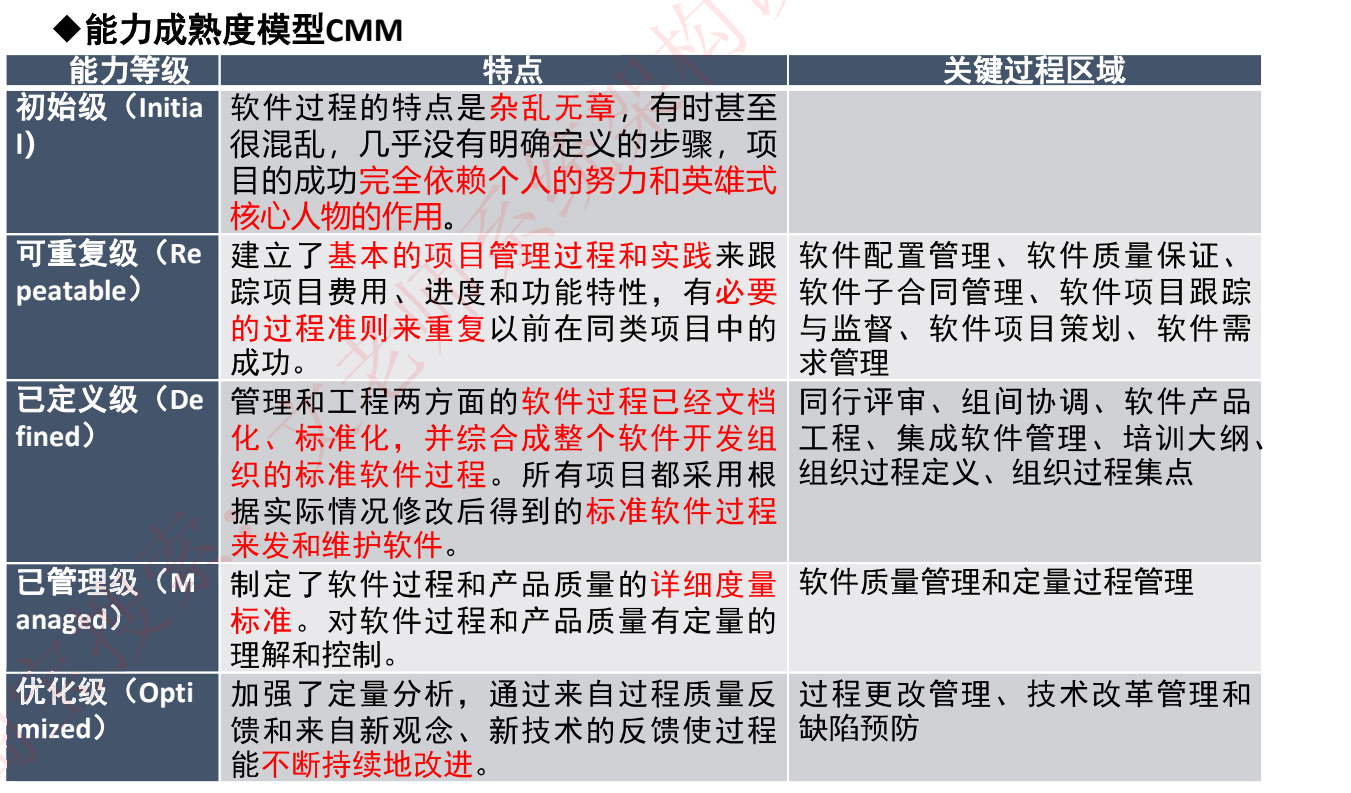 ◆能力成熟度模型CMM
能力等级 特点 关键过程区域
初始级（Initia
l)
软件过程的特点是杂乱无章，有时甚至
很混乱，几乎没有明确定义的步骤，项
目的成功完全依赖个人的努力和英雄式
核心人物的作用。
可重复级（Re
peatable）
建立了基本的项目管理过程和实践来跟
踪项目费用、进度和功能特性，有必要
的过程准则来重复以前在同类项目中的
成功。
软件配置管理、软件质量保证、
软件子合同管理、软件项目跟踪
与监督、软件项目策划、软件需
求管理
已定义级（De
fined）
管理和工程两方面的软件过程已经文档
化、标准化，并综合成整个软件开发组
织的标准软件过程。所有项目都采用根
据实际情况修改后得到的标准软件过程
来发和维护软件。
同行评审、组间协调、软件产品
工程、集成软件管理、培训大纲、
组织过程定义、组织过程集点
已管理级（M
anaged）
制定了软件过程和产品质量的详细度量
标准。对软件过程和产品质量有定量的
理解和控制。
软件质量管理和定量过程管理
优化级（Opti
mized）
加强了定量分析，通过来自过程质量反
馈和来自新观念、新技术的反馈使过程
能不断持续地改进。
过程更改管理、技术改革管理和
缺陷预防